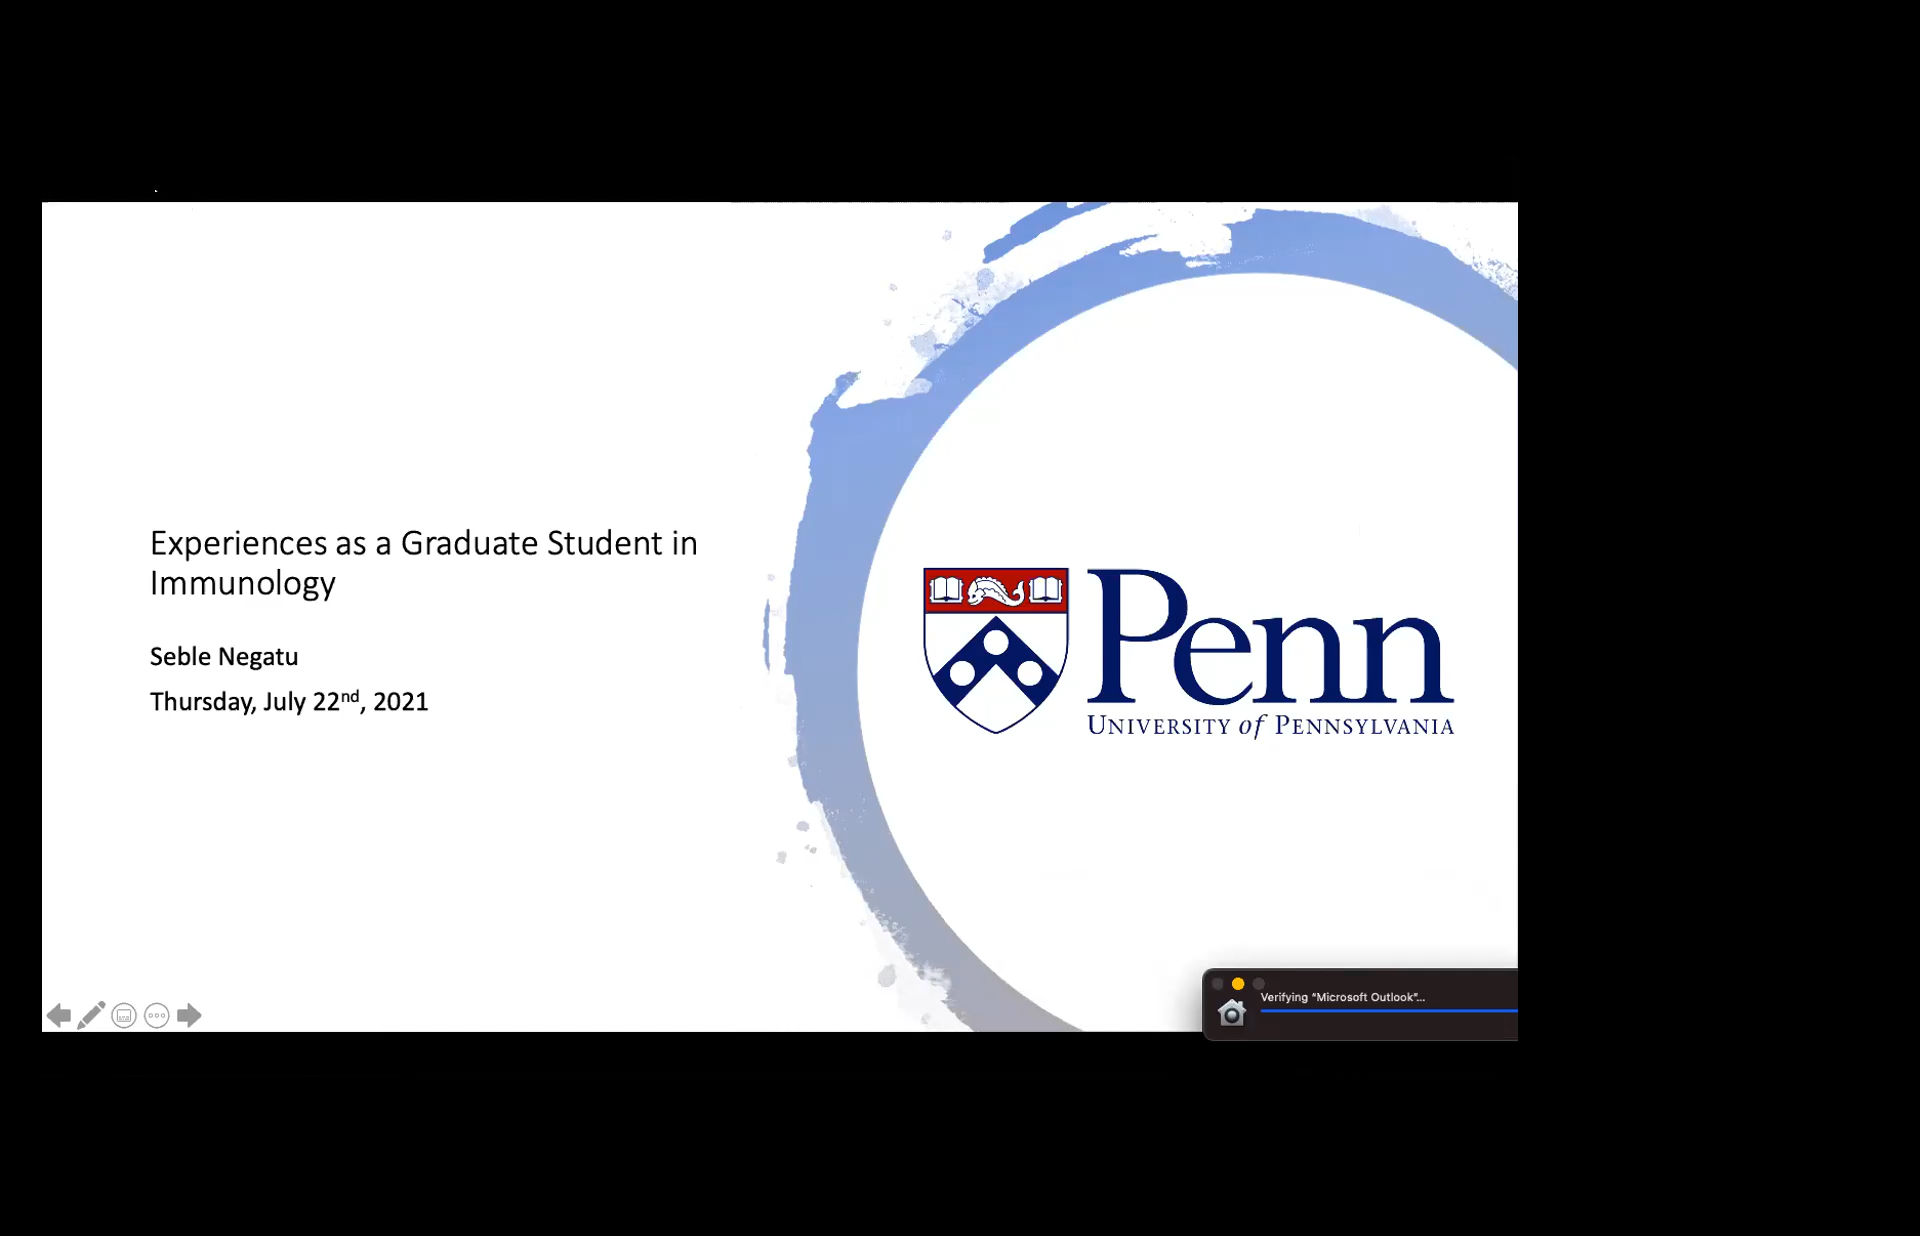 Experiences as a Graduate Student in
Immunology
Seble Negatu
Thursday, July 22nd, 2021
Penn
UNIVERSITY of PENNSYLVANIA
Verifying “Microsoft Outlook”...